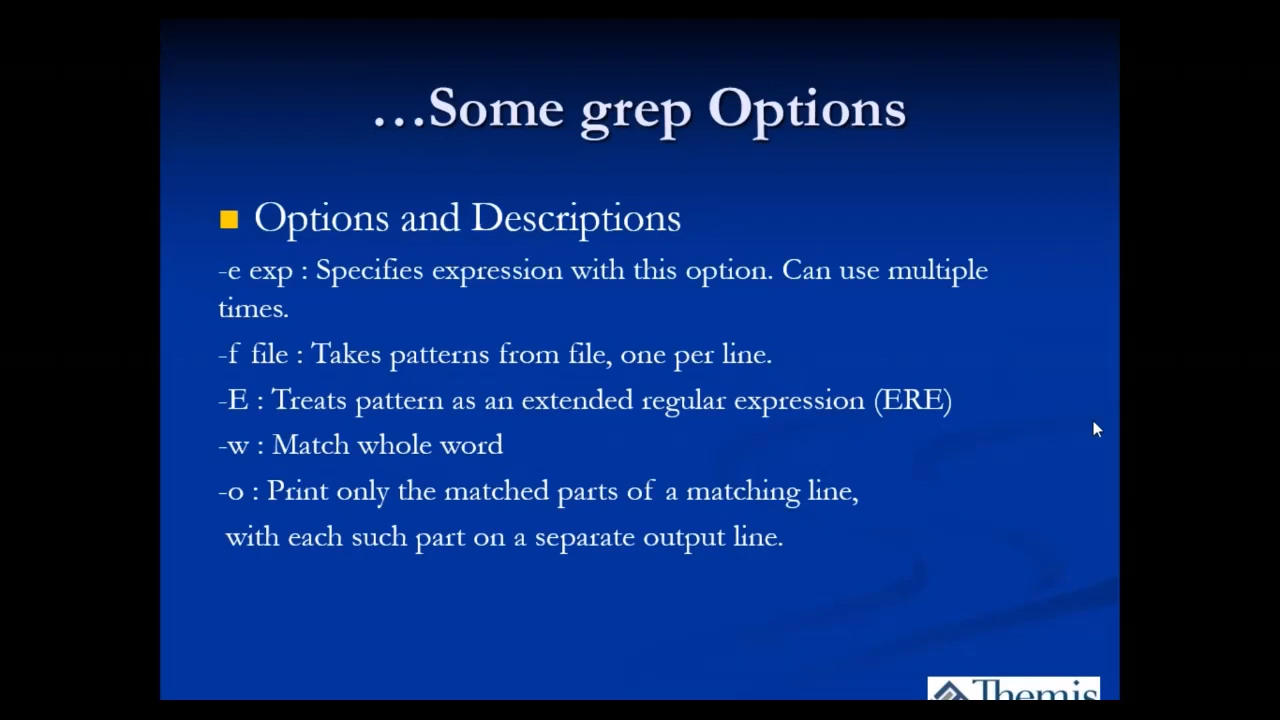 …Some grep Options
Options and Descriptions
-e exp : Specifies expression with this option. Can use multiple
times.
-f file : Takes patterns from file, one per line.
-E : Treats pattern as an extended regular expression (ERE)
-w : Match whole word
-o : Print only the matched parts of a matching line,
with each such part on a separate output line.
Themis